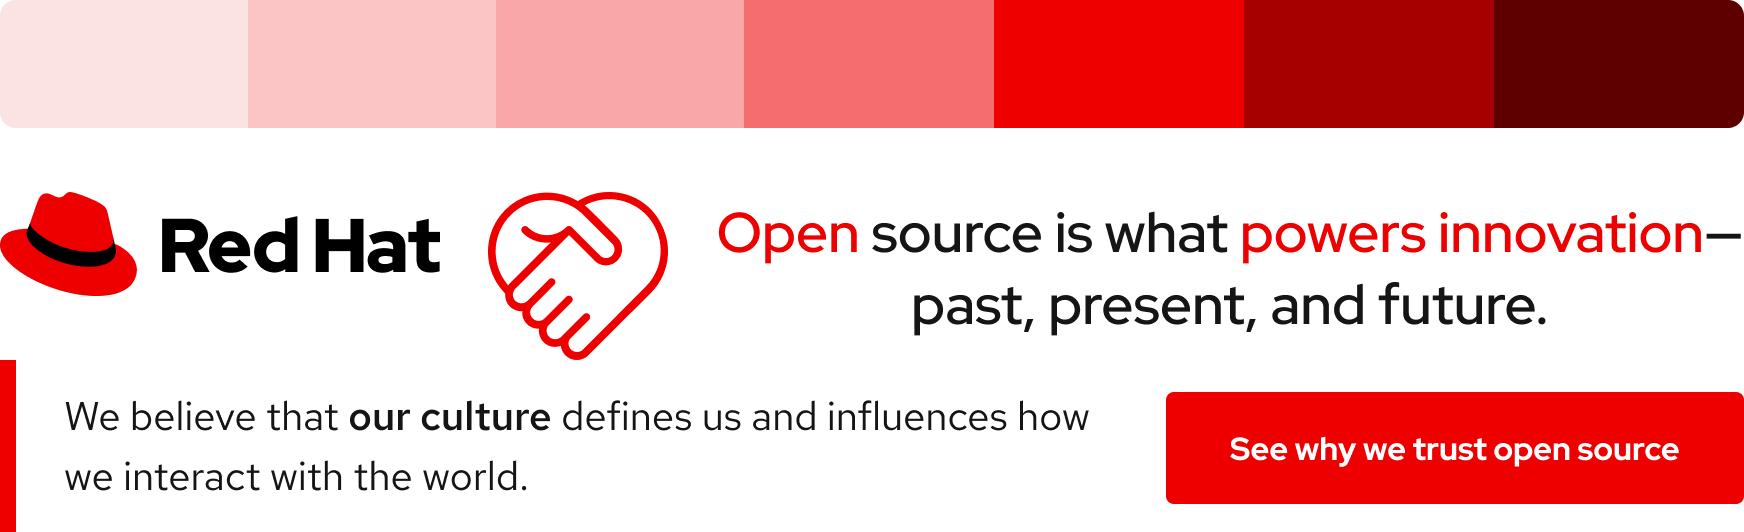 Red Hat
Open source is what powers innovation—
past, present, and future.
We believe that our culture defines us and influences how
we interact with the world.
See why we trust open source